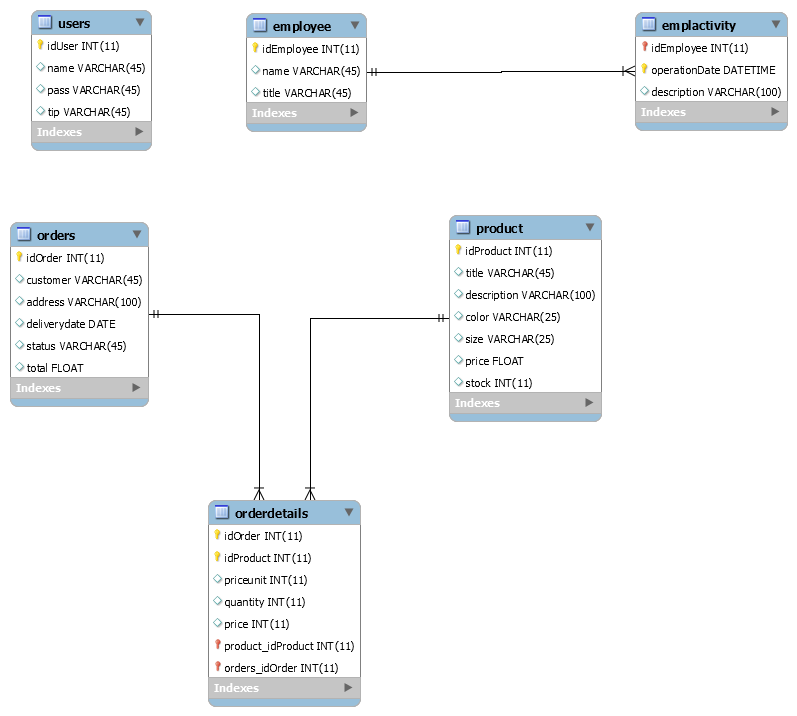 users
idUser INT(11)
name VARCHAR(45)
pass VARCHAR(45)
tip VARCHAR(45)
Indexes
employee
idEmployee INT(11)
name VARCHAR(45)
title VARCHAR(45)
Indexes
emplactivity
idEmployee INT(11)
operationDate DATETIME
description VARCHAR(100)
Indexes
orders
idOrder INT(11)
customer VARCHAR(45)
address VARCHAR(100)
deliverydate DATE
status VARCHAR(45)
total FLOAT
Indexes
product
idProduct INT(11)
title VARCHAR(45)
description VARCHAR(100)
color VARCHAR(25)
size VARCHAR(25)
price FLOAT
stock INT(11)
Indexes
orderdetails
idOrder INT(11)
idProduct INT(11)
priceunit INT(11)
quantity INT(11)
price INT(11)
product_idProduct INT(11)
orders_idOrder INT(11)
Indexes